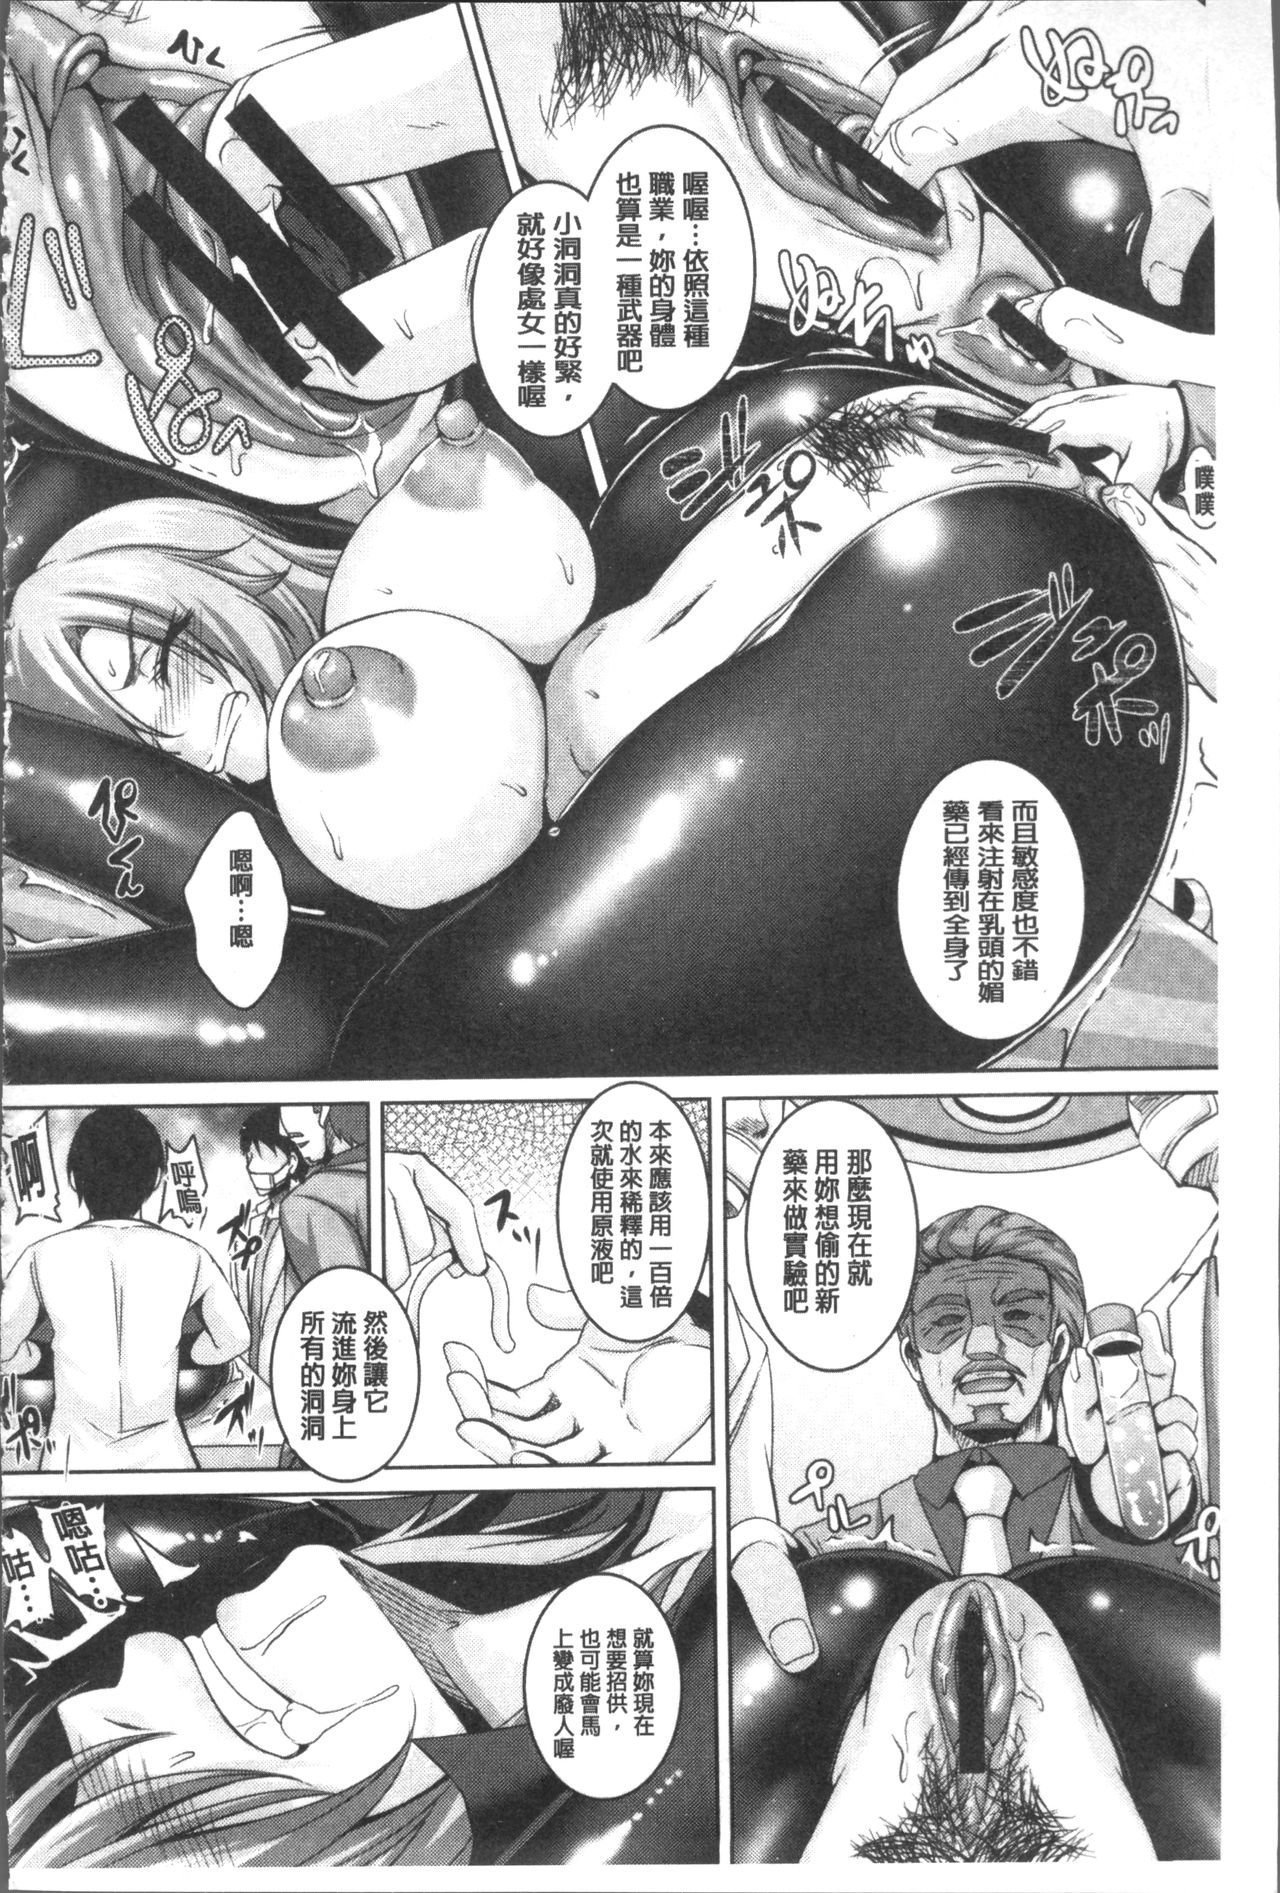 喔喔…依照這種
職業，妳的身體
也算是一種武器吧
小洞洞真的好緊，
就好像處女一樣喔
噗噗
而且敏感度也不錯
看來注射在乳頭的媚
藥已經傳到全身了
嗯啊…嗯
那麼現在就
用妳想偷的新
藥來做實驗吧
本來應該用一百倍
的水來稀釋的，這
次就使用原液吧
然後讓它
流進妳身上
所有的洞洞
呼嗚
啊
就算妳現在
想要招供，
也可能會馬
上變成廢人喔
嗯咕…
咕…